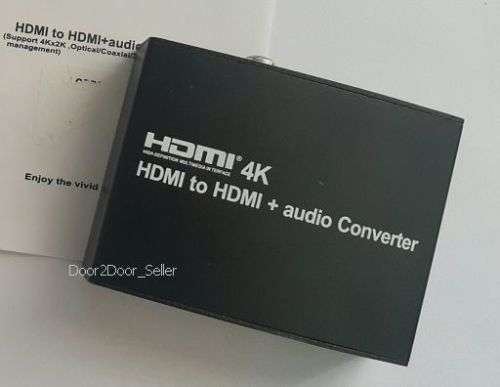 HDMI to HDMI+audio
(Support 4Kx2K ,Optical/Coaxial/
management)
Enjoy the vivid
HDMI® 4K
HIGH-DEFINITION MULTIMEDIA INTERFACE
HDMI to HDMI + audio Converter
Door2Door_Seller